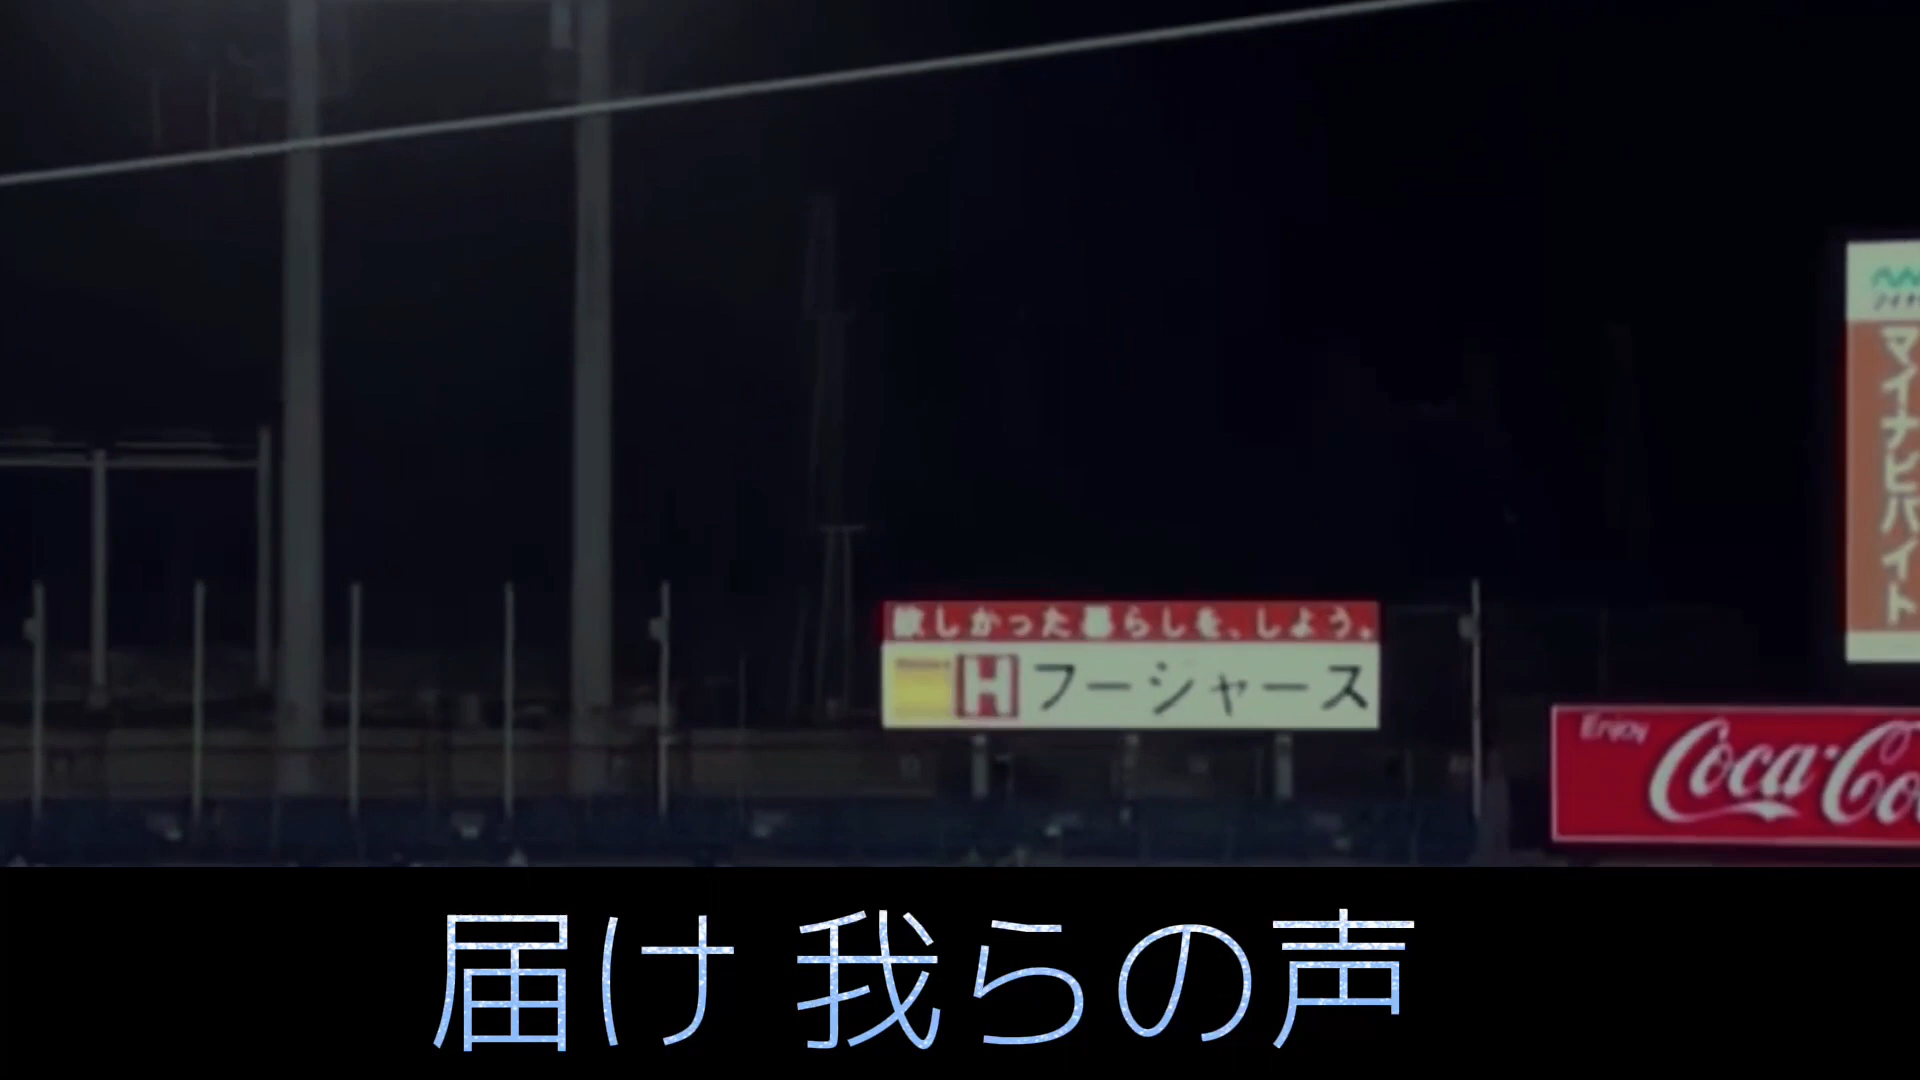 マイナビバイト
欲しかった暮らしを、しよう。
H フーシャース
Enjoy
Coca-Co
届け 我らの声